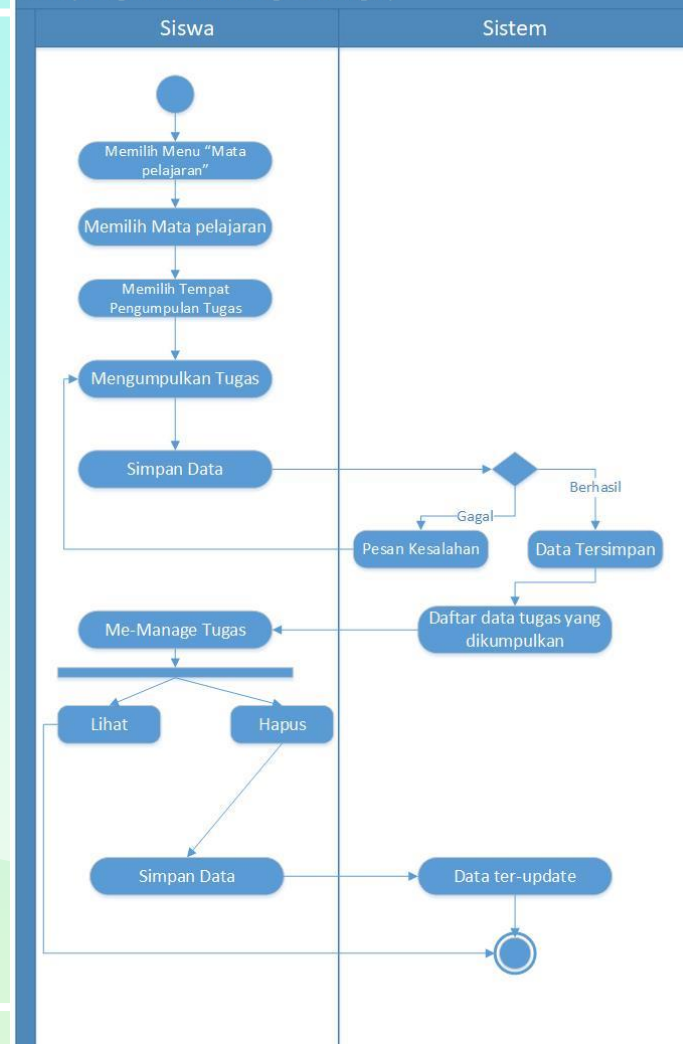 Siswa
Sistem
Memilih Menu “Mata
pelajaran”
Memilih Mata pelajaran
Memilih Tempat
Pengumpulan Tugas
Mengumpulkan Tugas
Simpan Data
Berhasil
Gagal
Pesan Kesalahan
Data Tersimpan
Me-Manage Tugas
Daftar data tugas yang
dikumpulkan
Lihat
Hapus
Simpan Data
Data ter-update